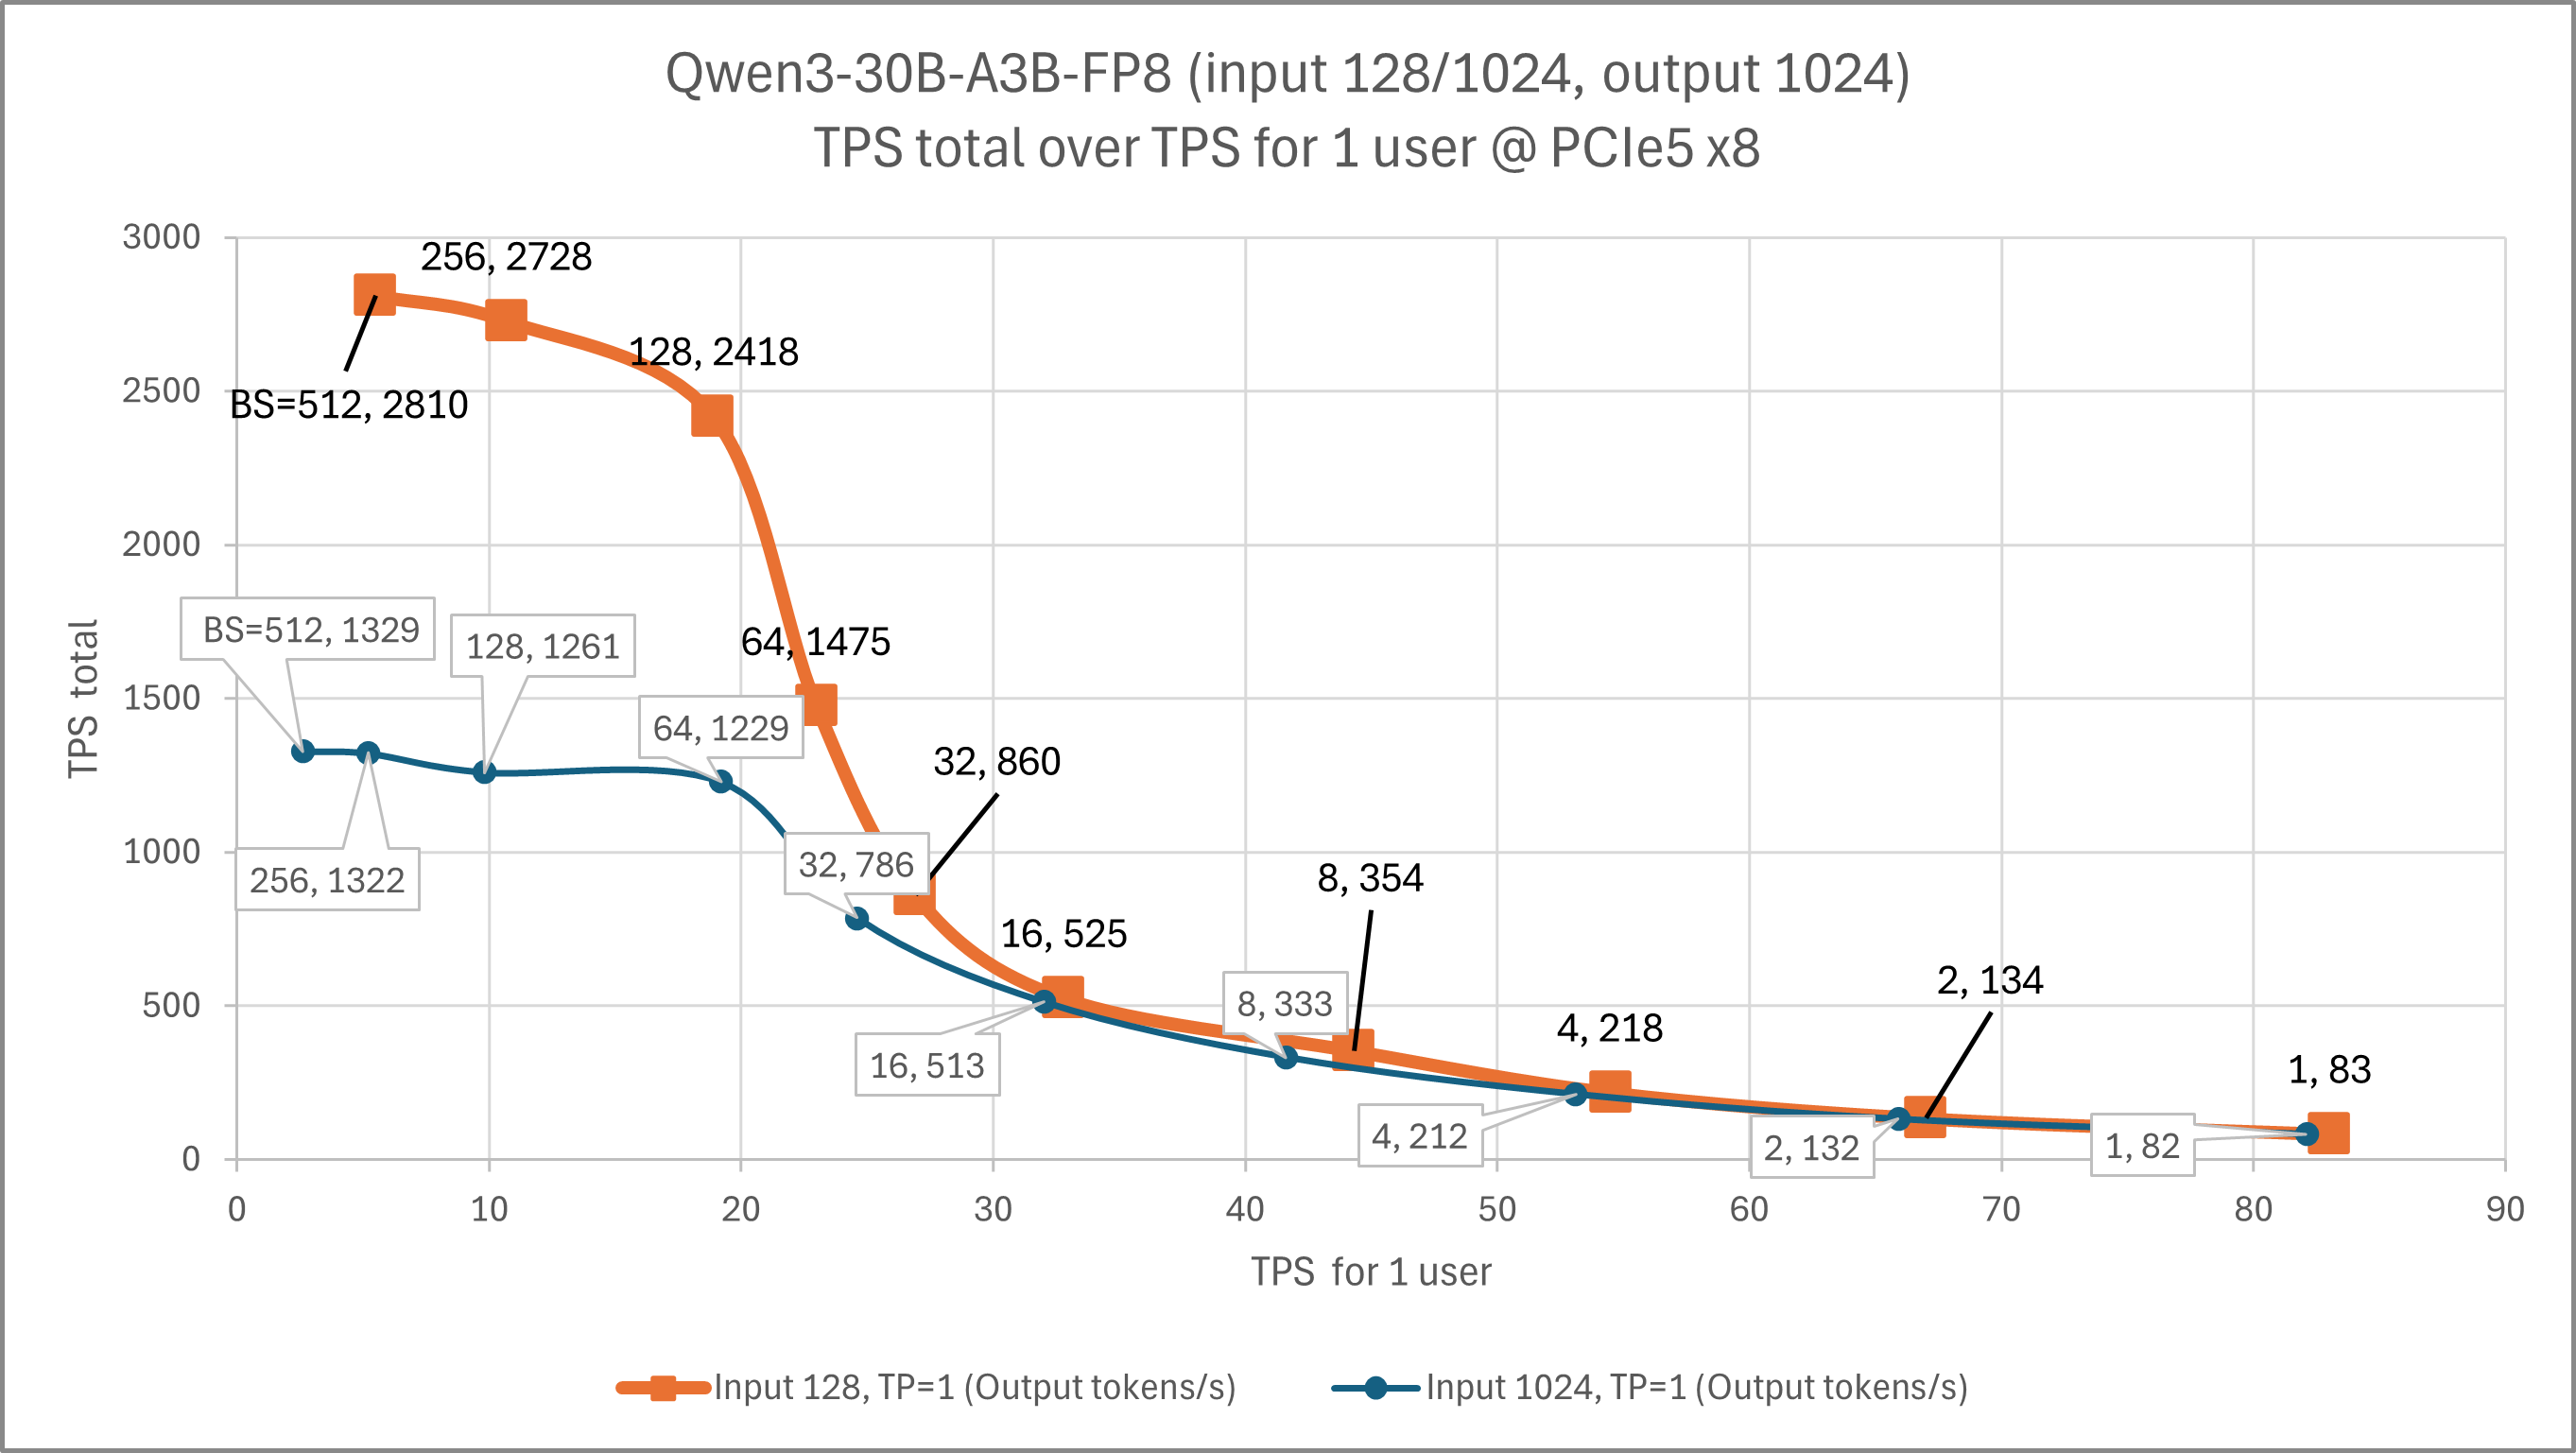 Qwen3-30B-A3B-FP8 (input 128/1024, output 1024)
TPS total over TPS for 1 user @ PCIe5 x8
3000
2500
2000
1500
1000
500
0
TPS total
256, 2728
128, 2418
BS=512, 2810
BS=512, 1329
128, 1261
64, 1475
64, 1229
32, 860
32, 786
256, 1322
8, 354
16, 525
2, 134
8, 333
4, 218
16, 513
1, 83
4, 212
2, 132
1, 82
0 10 20 30 40 50 60 70 80 90
TPS for 1 user
Input 128, TP=1 (Output tokens/s)
Input 1024, TP=1 (Output tokens/s)